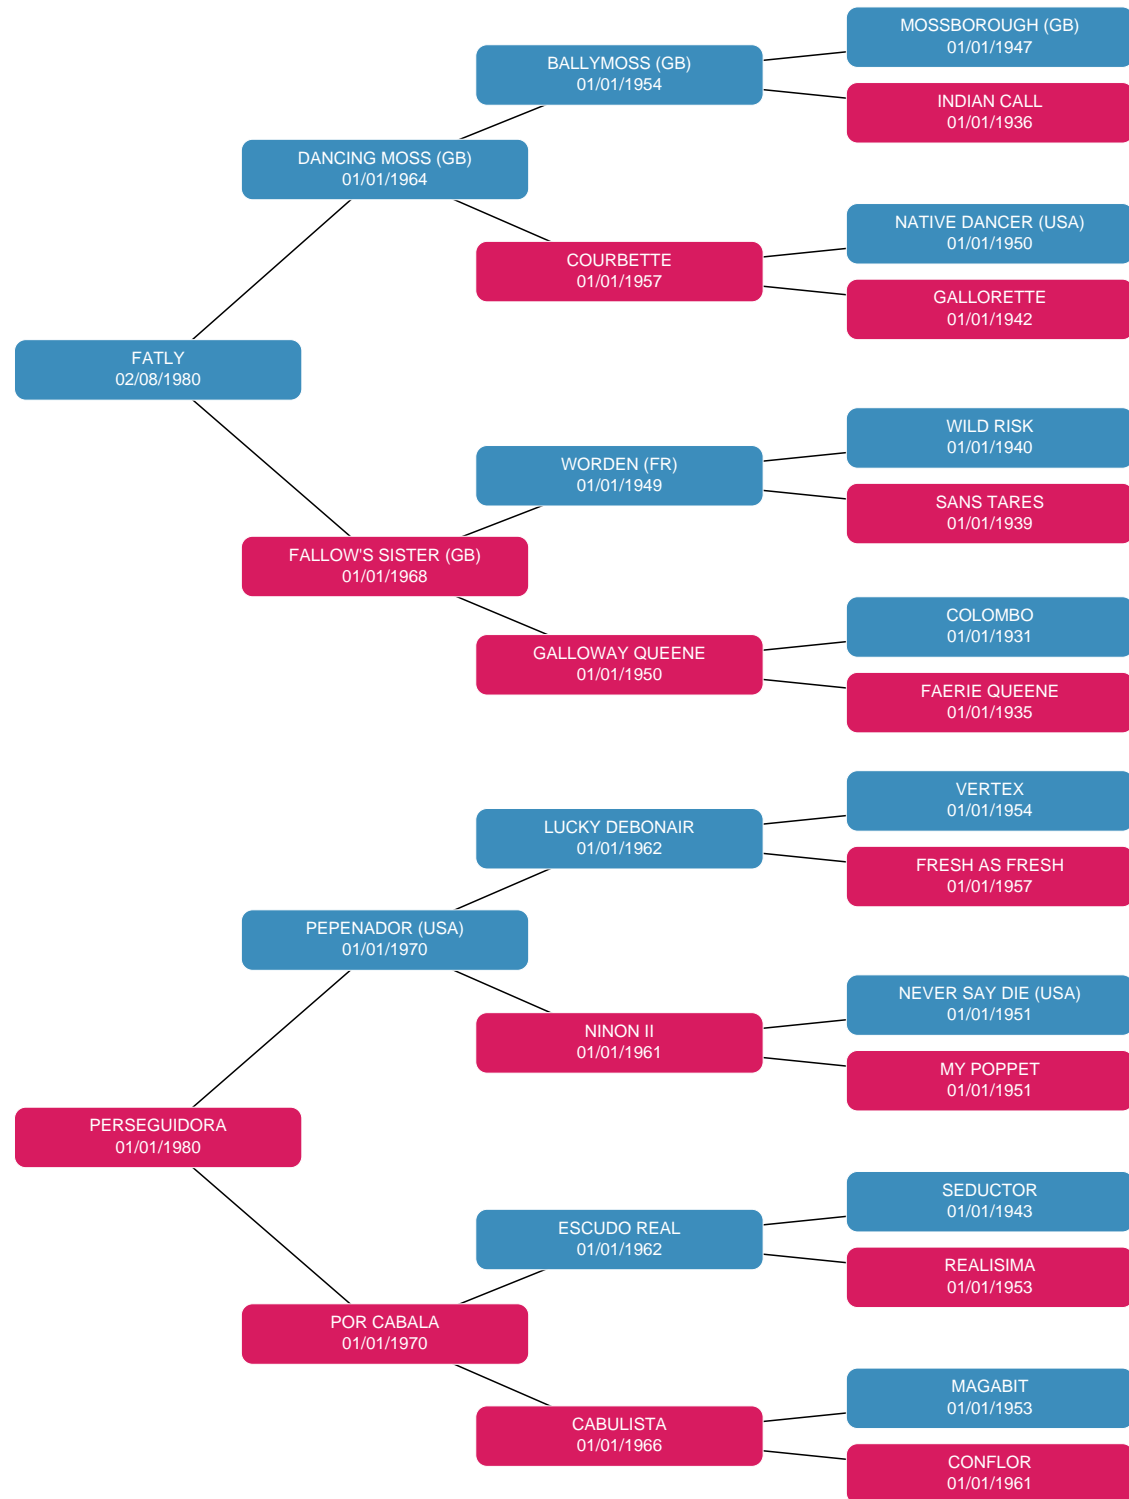 MOSSBOROUGH (GB)
01/01/1947
BALLYMOSS (GB)
01/01/1954
INDIAN CALL
01/01/1936
DANCING MOSS (GB)
01/01/1964
NATIVE DANCER (USA)
01/01/1950
COURBETTE
01/01/1957
GALLORETTE
01/01/1942
FATLY
02/08/1980
WILD RISK
01/01/1940
WORDEN (FR)
01/01/1949
SANS TARES
01/01/1939
FALLOW'S SISTER (GB)
01/01/1968
COLOMBO
01/01/1931
GALLOWAY QUEENE
01/01/1950
FAERIE QUEENE
01/01/1935
VERTEX
01/01/1954
LUCKY DEBONAIR
01/01/1962
FRESH AS FRESH
01/01/1957
PEPENADOR (USA)
01/01/1970
NEVER SAY DIE (USA)
01/01/1951
NINON II
01/01/1961
MY POPPET
01/01/1951
PERSEGUIDORA
01/01/1980
SEDUCTOR
01/01/1943
ESCUDO REAL
01/01/1962
REALISIMA
01/01/1953
POR CABALA
01/01/1970
MAGABIT
01/01/1953
CABULISTA
01/01/1966
CONFLOR
01/01/1961